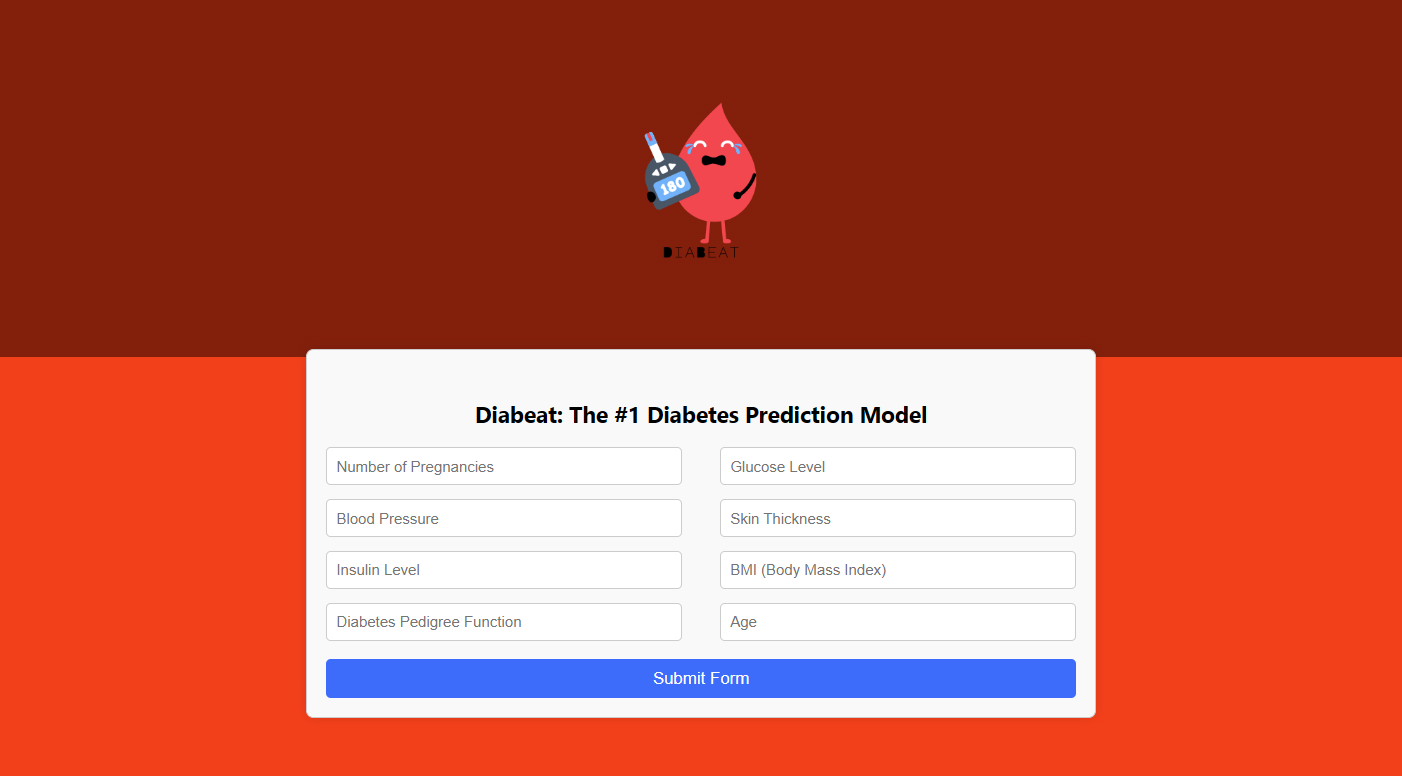 180
DIABEAT
Diabeat: The #1 Diabetes Prediction Model
Number of Pregnancies
Glucose Level
Blood Pressure
Skin Thickness
Insulin Level
BMI (Body Mass Index)
Diabetes Pedigree Function
Age
Submit Form